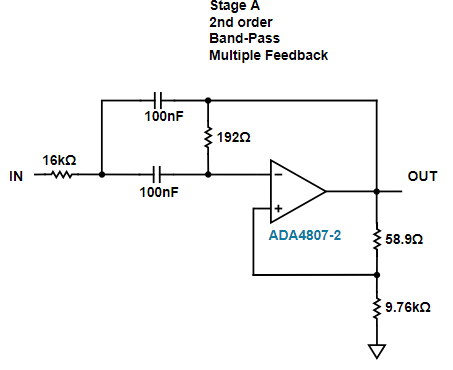 Stage A
2nd order
Band-Pass
Multiple Feedback
100nF
192Ω
16kΩ
IN
100nF
OUT
ADA4807-2
58.9Ω
9.76kΩ